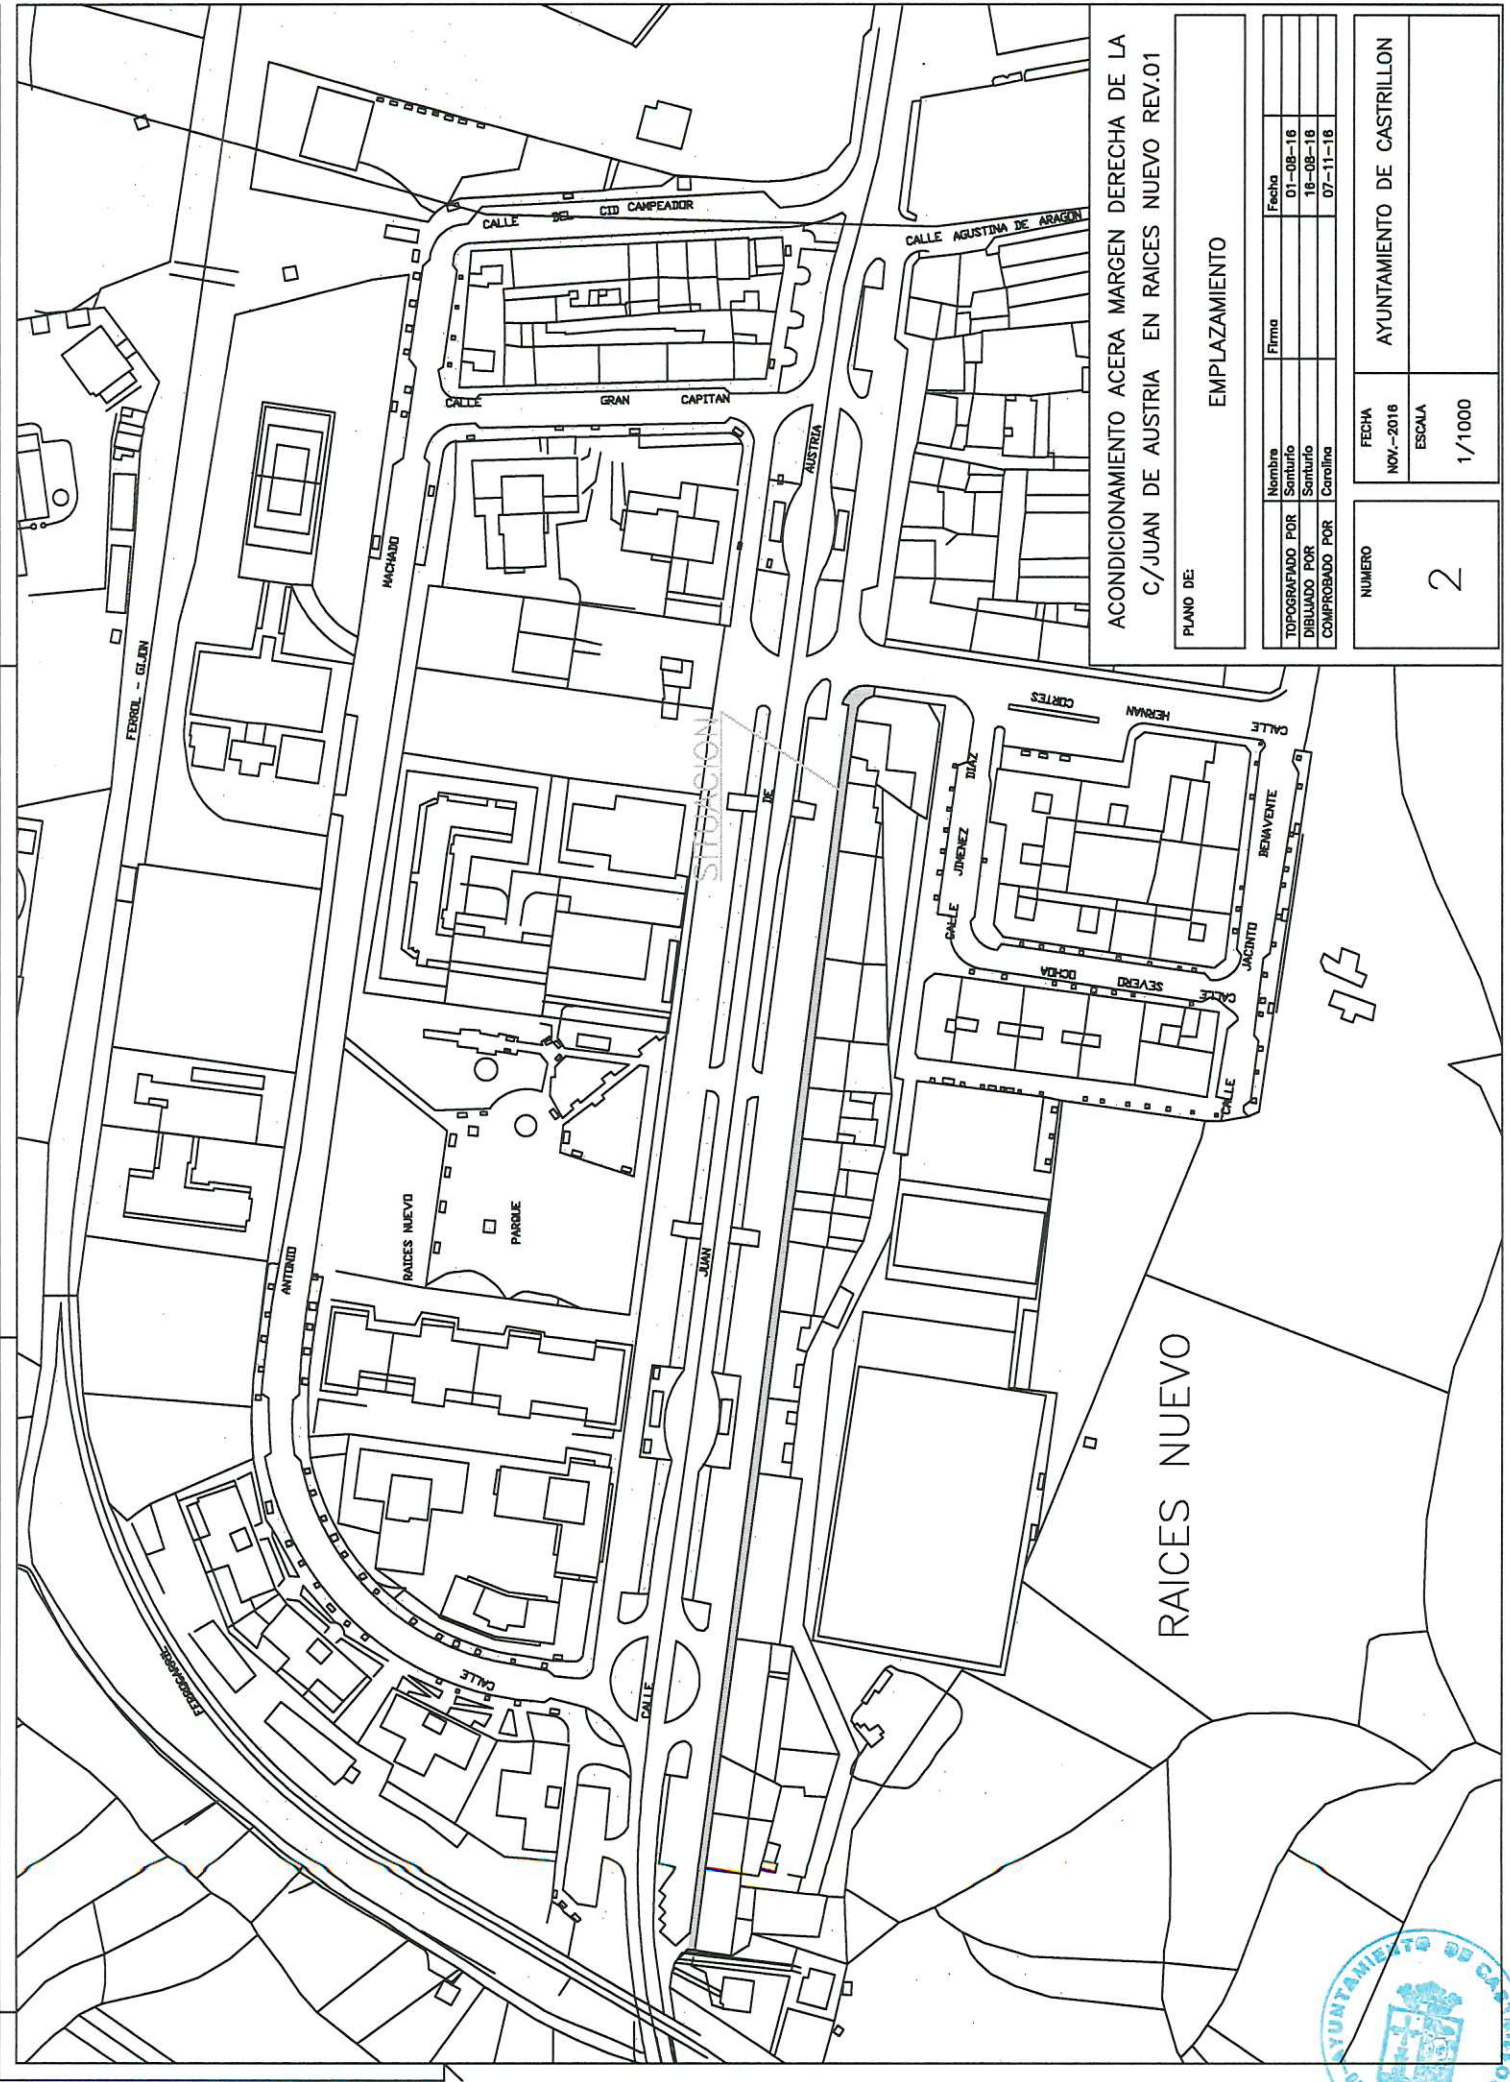 FERROL - GIJON
FERROCARRIL
CALLE
ANTONIO
MACHADO
CALLE DEL CID CAMPEADOR
CALLE AGUSTINA DE ARAGON
CALLE GRAN CAPITAN
CALLE
JUAN
DE
AUSTRIA
SITUACION
RAICES NUEVO
PARQUE
CALLE
HERNAN
CORTES
CALLE JIMENEZ DIAZ
CALLE SEVERO OCHOA
CALLE JACINTO BENAVENTE
RAICES NUEVO
ACONDICIONAMIENTO ACERA MARGEN DERECHA DE LA
C/JUAN DE AUSTRIA EN RAICES NUEVO REV.01
PLANO DE:
EMPLAZAMIENTO
Nombre Firma Fecha
TOPOGRAFIADO POR Santurio 01-08-16
DIBUJADO POR Santurio 16-08-16
COMPROBADO POR Carolina 07-11-16
NUMERO
2
FECHA
NOV.-2016
ESCALA
1/1000
AYUNTAMIENTO DE CASTRILLON
AYUNTAMIENTO DE